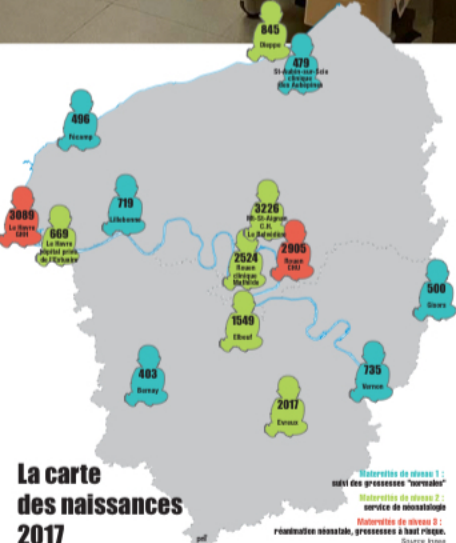 845
Dieppe
479
St-Aubin-sur-Scie
clinique
des Aubépines
496
Fécamp
719
Lillebonne
3089
Le Havre
GHH
669
Le Havre
hôpital privé
de l'Estuaire
3226
Mt-St-Aignan
C.H.
Le Belvédère
2905
Rouen
CHU
2524
Rouen
clinique
Mathilde
500
Gisors
1549
Elbeuf
403
Bernay
735
Vernon
2017
Evreux
La carte
des naissances
2017
Maternités de niveau 1 :
suivi des grossesses "normales"
Maternités de niveau 2 :
service de néonatologie
Maternités de niveau 3 :
réanimation néonatale, grossesses à haut risque.